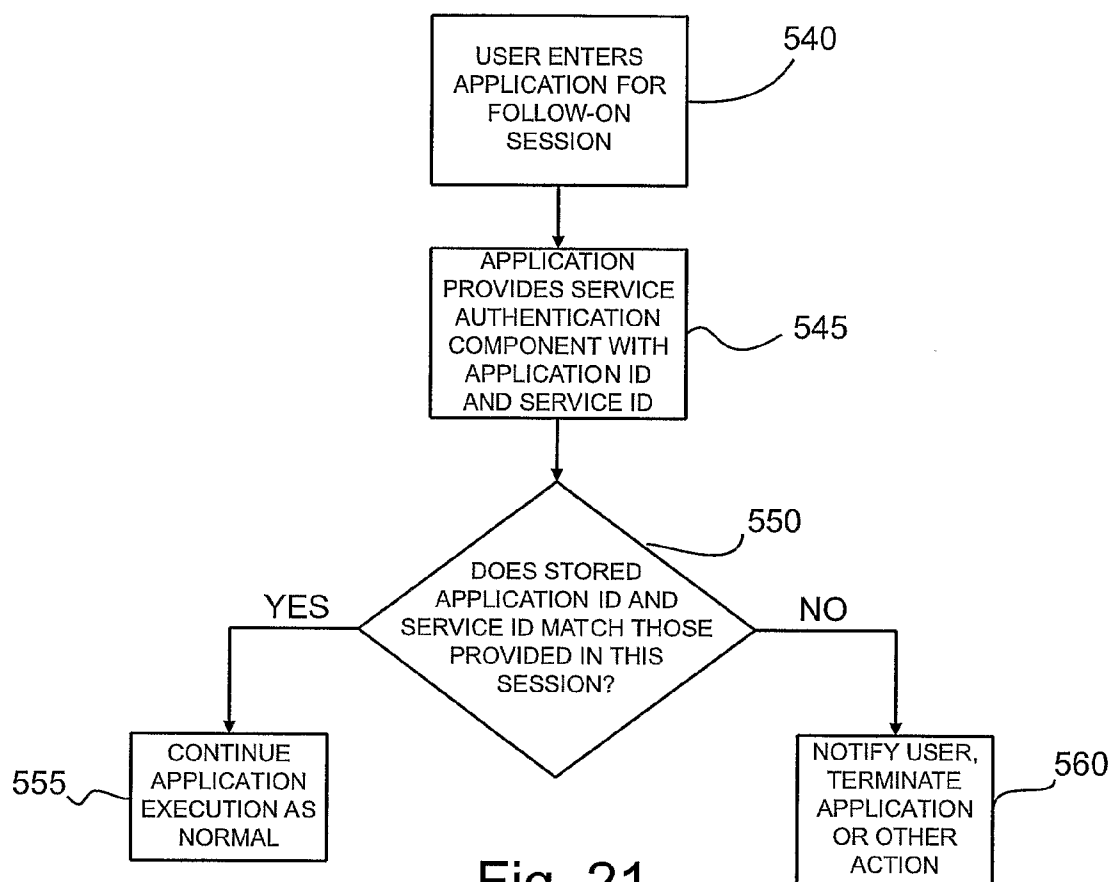 USER ENTERS
APPLICATION FOR
FOLLOW-ON
SESSION
540
APPLICATION
PROVIDES SERVICE
AUTHENTICATION
COMPONENT WITH
APPLICATION ID
AND SERVICE ID
545
550
DOES STORED
APPLICATION ID AND
SERVICE ID MATCH THOSE
PROVIDED IN THIS
SESSION?
YES
NO
CONTINUE
APPLICATION
EXECUTION AS
NORMAL
555
NOTIFY USER,
TERMINATE
APPLICATION
OR OTHER
ACTION
560
Fig. 21